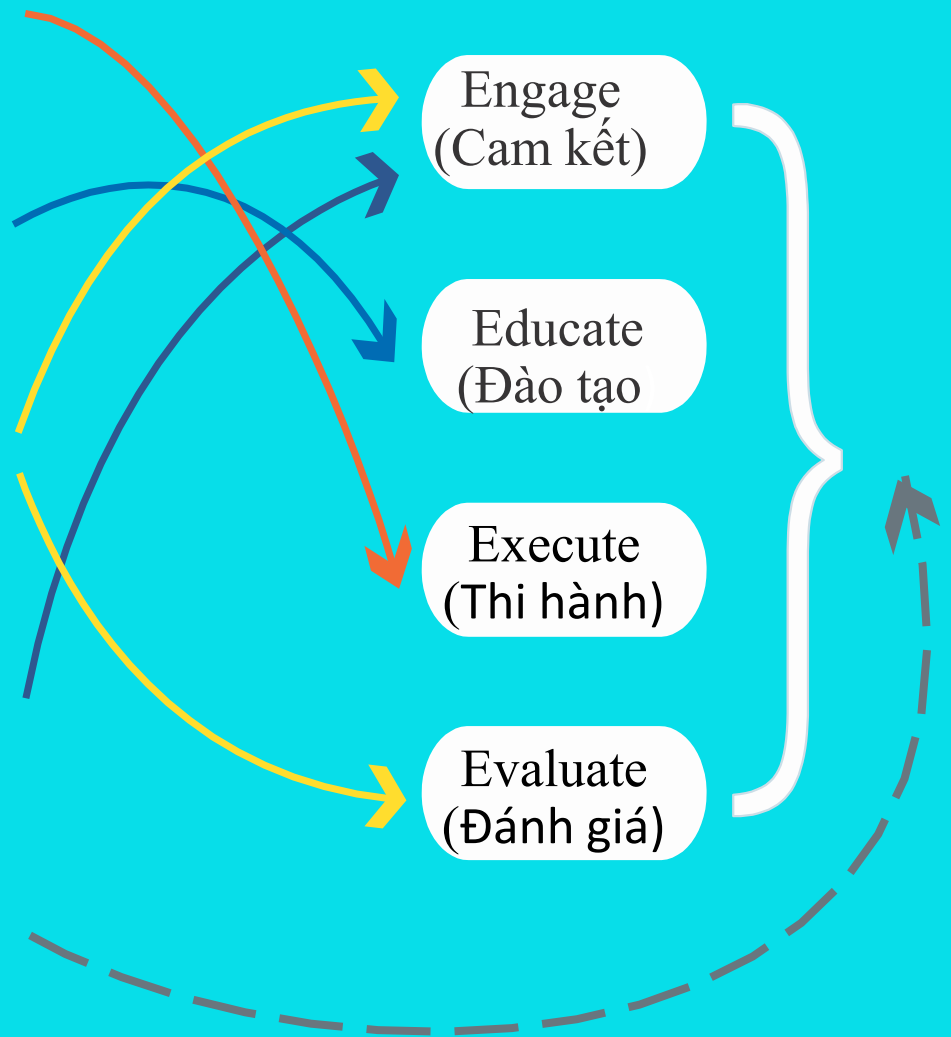 Engage
(Cam kết)
Educate
(Đào tạo
Execute
(Thi hành)
Evaluate
(Đánh giá)